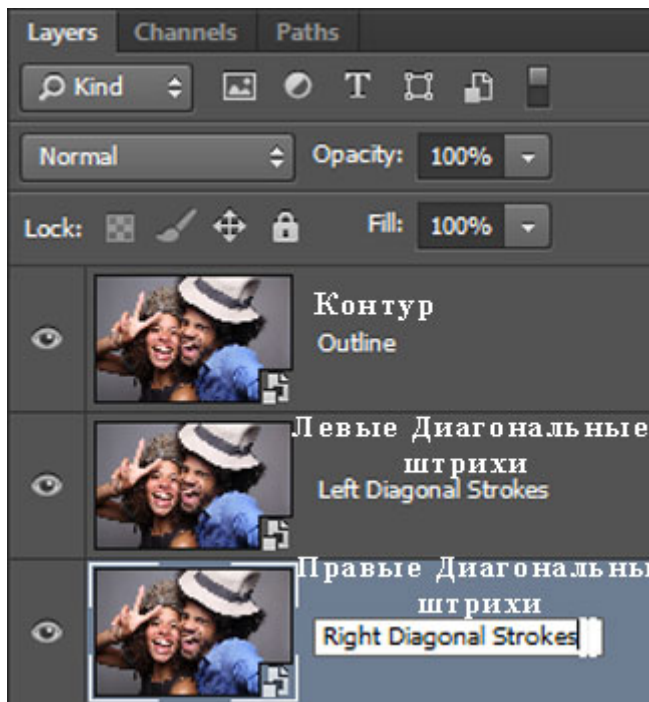 Layers Channels Paths
Kind T
Normal Opacity: 100%
Lock: Fill: 100%
Контур
Outline
Левые Диагональные
штрихи
Left Diagonal Strokes
Правые Диагональны
штрихи
Right Diagonal Strokes